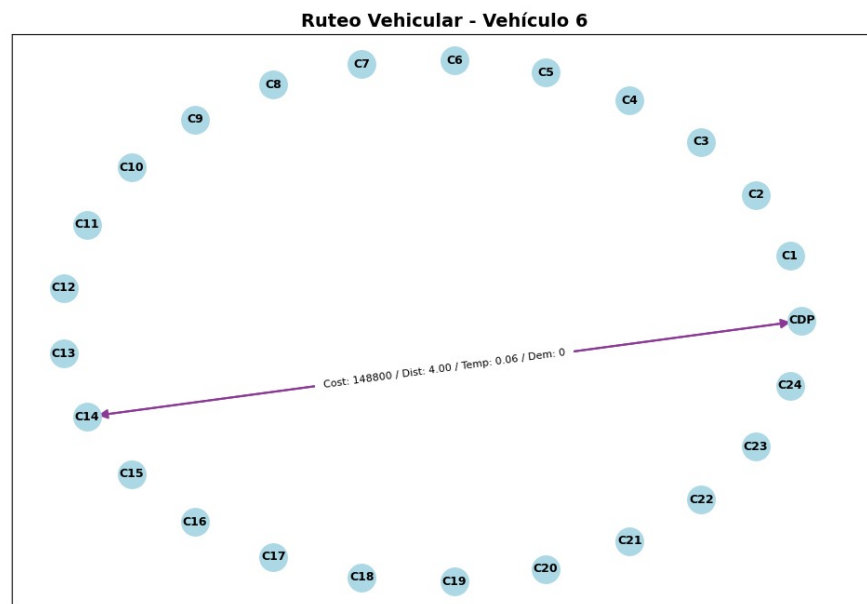 Ruteo Vehicular - Vehículo 6
C6
C7
C5
C8
C4
C9
C3
C10
C2
C11
C1
C12
CDP
C13
Cost: 148800 / Dist: 4.00 / Temp: 0.06 / Dem: 0
C24
C14
C23
C15
C22
C16
C21
C17
C20
C18
C19